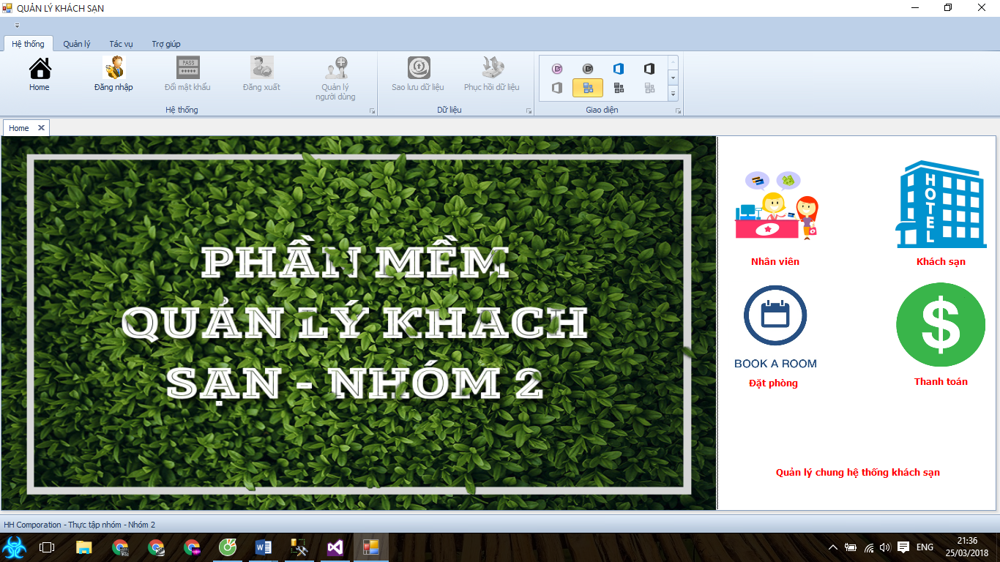 QUẢN LÝ KHÁCH SẠN
Hệ thống
Quản lý
Tác vụ
Trợ giúp
PASS
Home
Đăng nhập
Đổi mật khẩu
Đăng xuất
Quản lý
người dùng
Sao lưu dữ liệu
Phục hồi dữ liệu
Hệ thống
Dữ liệu
Giao diện
Home
PHẦN MỀM
QUẢN LÝ KHACH
SẠN - NHÓM 2
HOTEL
Nhân viên
Khách sạn
$
BOOK A ROOM
Đặt phòng
Thanh toán
Quản lý chung hệ thống khách sạn
HH Comporation - Thực tập nhóm - Nhóm 2
ENG
21:36
25/03/2018